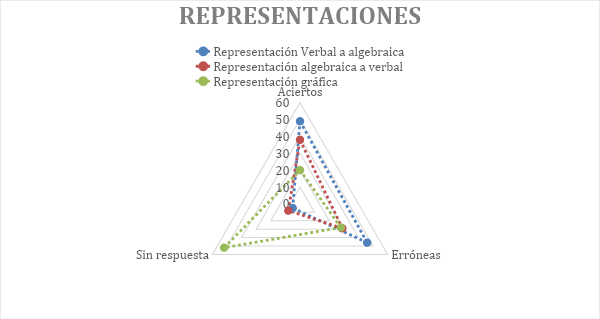 REPRESENTACIONES
Representación Verbal a algebraica
Representación algebraica a verbal
Representación gráfica
Aciertos
60
50
40
30
20
10
0
Sin respuesta
Erróneas